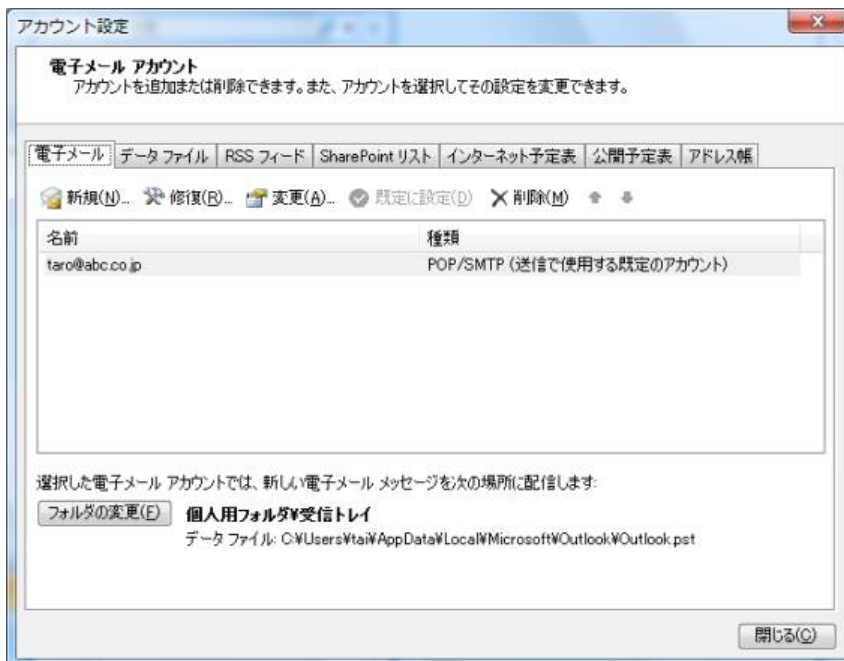 アカウント設定
電子メール アカウント
アカウントを追加または削除できます。また、アカウントを選択してその設定を変更できます。
電子メール データ ファイル RSS フィード SharePoint リスト インターネット予定表 公開予定表 アドレス帳
新規(N)... 修復(R)... 変更(A)... 既定に設定(D) 削除(M)
名前 種類
taro@abc.co.jp POP/SMTP (送信で使用する既定のアカウント)
選択した電子メール アカウントでは、新しい電子メール メッセージを次の場所に配信します:
フォルダの変更(F) 個人用フォルダ¥受信トレイ
データ ファイル: C:¥Users¥tai¥AppData¥Local¥Microsoft¥Outlook¥Outlook.pst
閉じる(C)